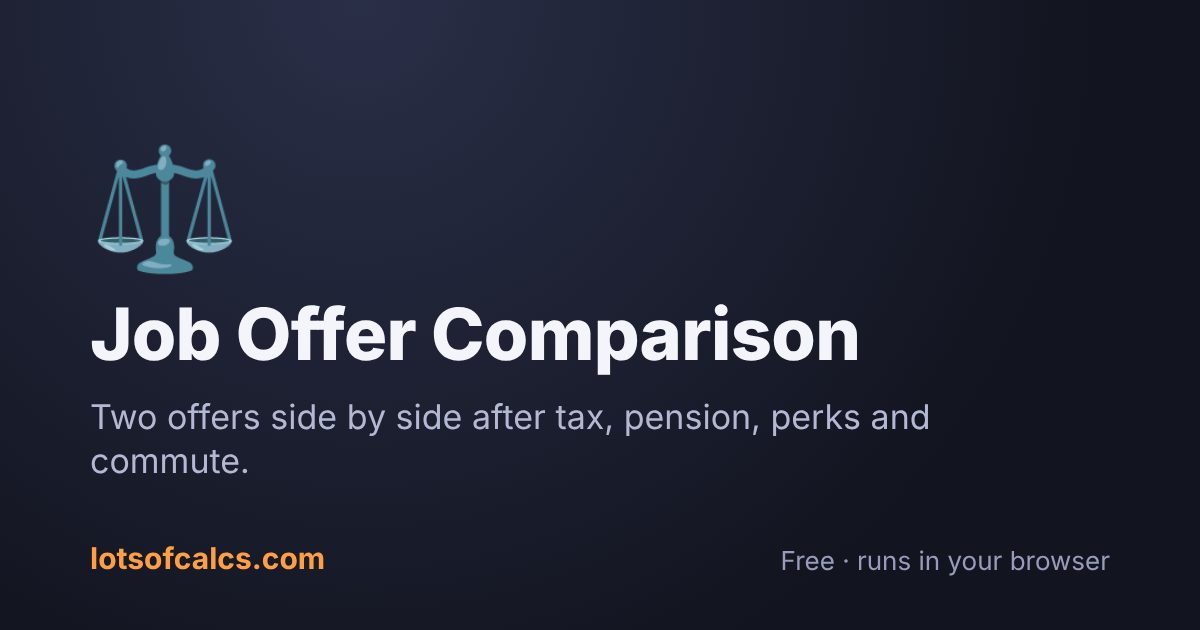 Job Offer Comparison
Two offers side by side after tax, pension, perks and
commute.
lotsofcalcs.com
Free · runs in your browser